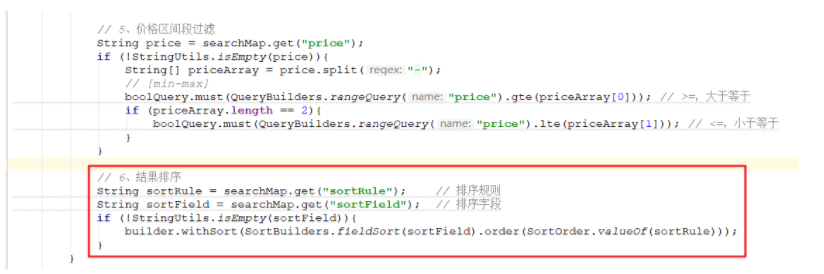 // 5、价格区间段过滤
String price = searchMap.get("price");
if (!StringUtils.isEmpty(price)){
String[] priceArray = price.split( regex: "-");
// [min-max]
boolQuery.must(QueryBuilders.rangeQuery( name: "price").gte(priceArray[0])); // >=, 大于等于
if (priceArray.length == 2){
boolQuery.must(QueryBuilders.rangeQuery( name: "price").lte(priceArray[1])); // <=, 小于等于
}
}
// 6、结果排序
String sortRule = searchMap.get("sortRule"); // 排序规则
String sortField = searchMap.get("sortField"); // 排序字段
if (!StringUtils.isEmpty(sortField)){
builder.withSort(SortBuilders.fieldSort(sortField).order(SortOrder.valueOf(sortRule)));
}
}